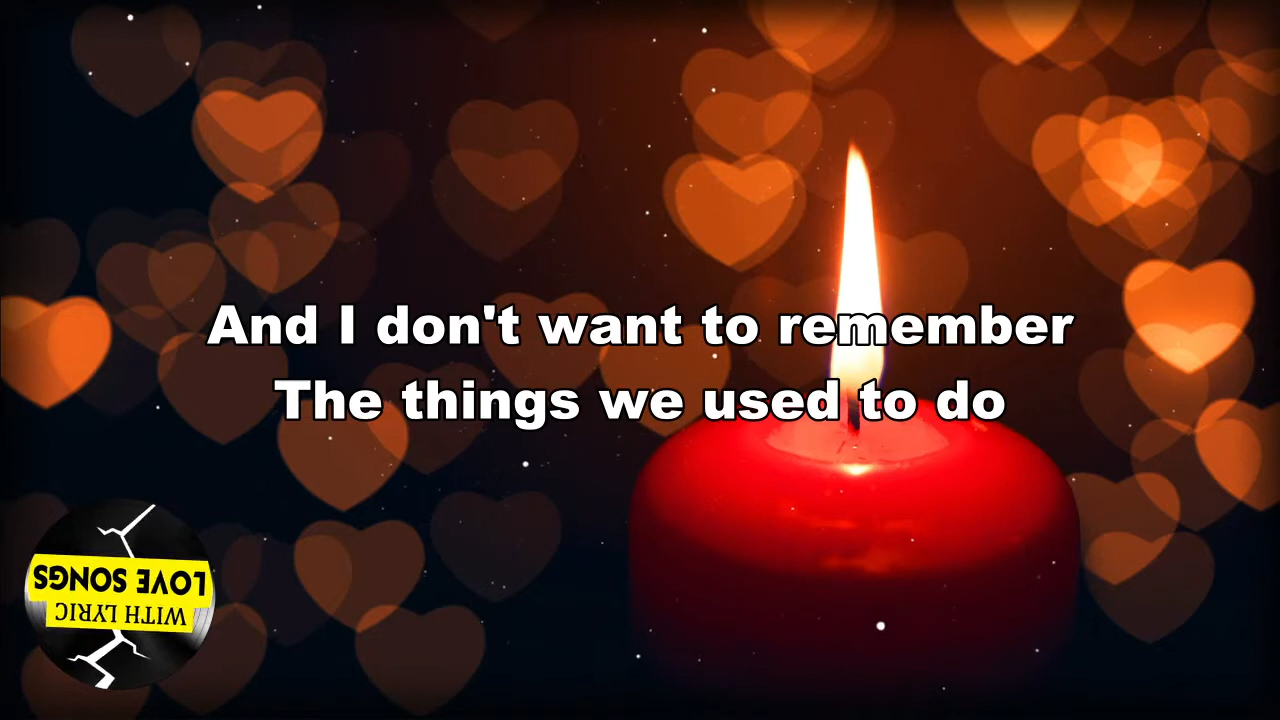 And I don't want to remember
The things we used to do
LOVE SONGS
WITH LYRIC